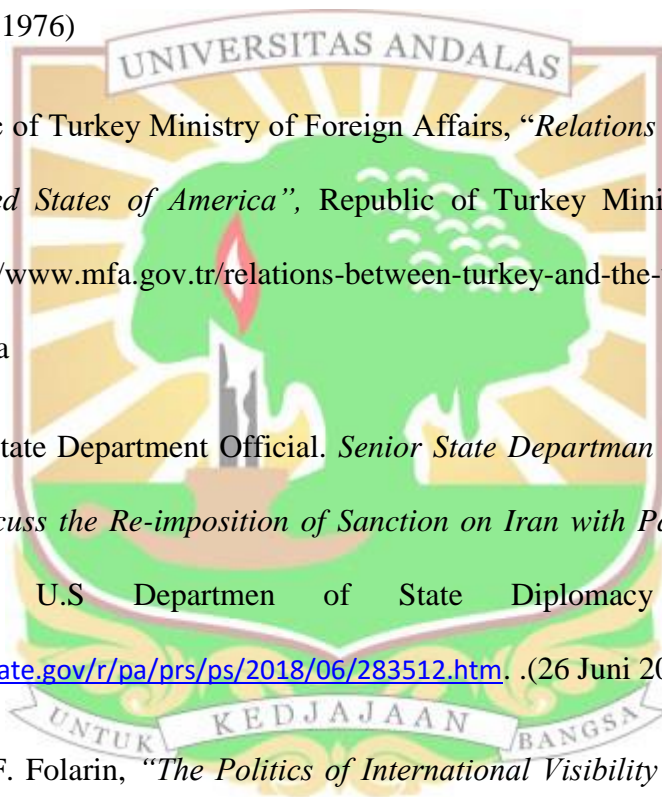 1976)
UNIVERSITAS ANDALAS
c of Turkey Ministry of Foreign Affairs, “Relations
ed States of America”, Republic of Turkey Mini
/www.mfa.gov.tr/relations-between-turkey-and-the-
a
tate Department Official. Senior State Departman
cuss the Re-imposition of Sanction on Iran with Pa
U.S Departmen of State Diplomacy
ate.gov/r/pa/prs/ps/2018/06/283512.htm. .(26 Juni 20
UNTUK KEDJAJAAN BANGSA
F. Folarin, “The Politics of International Visibility